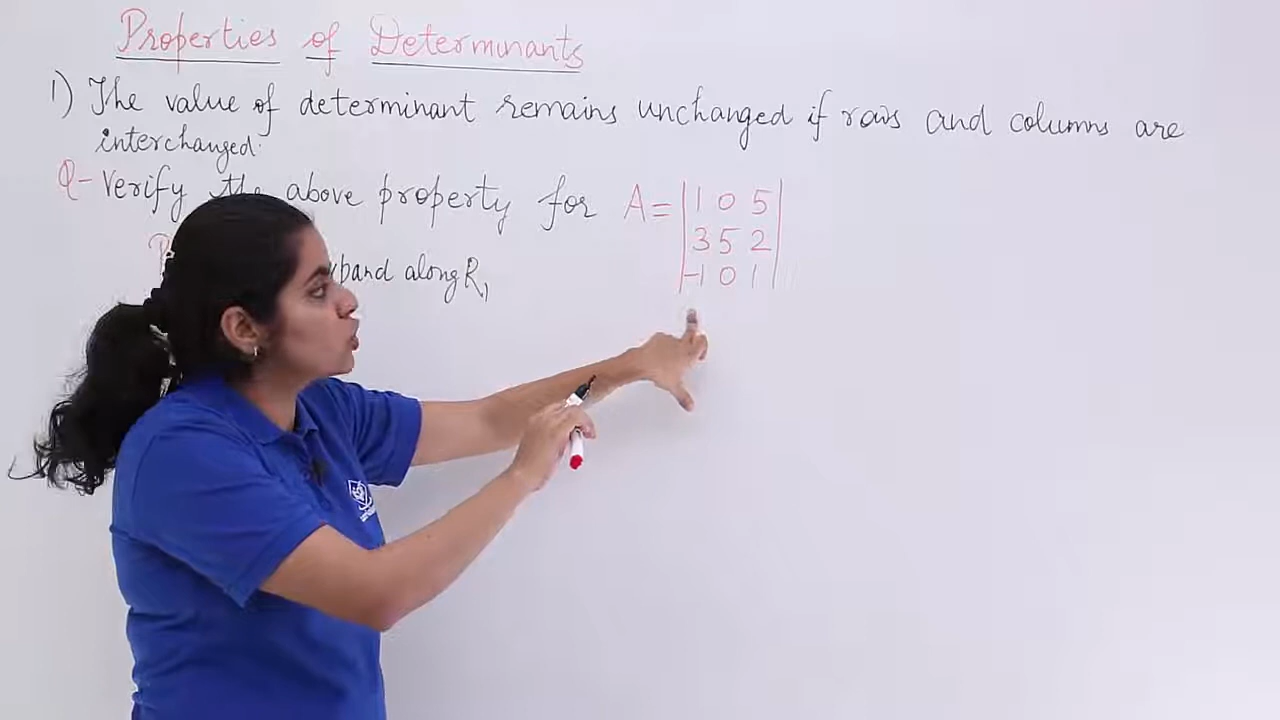 Properties of Determinants
1) The value of determinant remains unchanged if rows and columns are
interchanged.
Q- Verify the above property for A = |1 0 5|
|3 5 2|
|-1 0 1|
along R₁